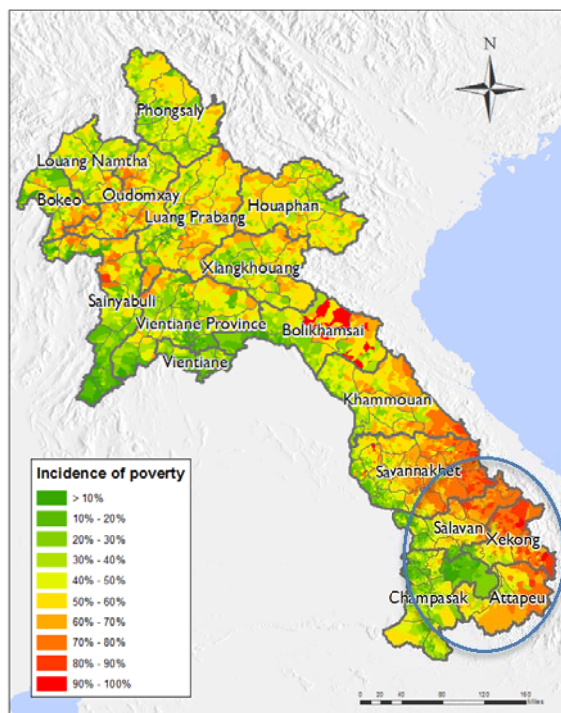 N
Phongsaly
Louang Namtha
Bokeo
Oudomxay
Luang Prabang
Houaphan
Xiangkhouang
Sainyabuli
Vientiane Province
Bolikhamsai
Vientiane
Khammouan
Savannakhet
Salavan
Xekong
Champasak
Attapeu
Incidence of poverty
> 10%
10% - 20%
20% - 30%
30% - 40%
40% - 50%
50% - 60%
60% - 70%
70% - 80%
80% - 90%
90% - 100%
0 20 40 80 120 160
Miles